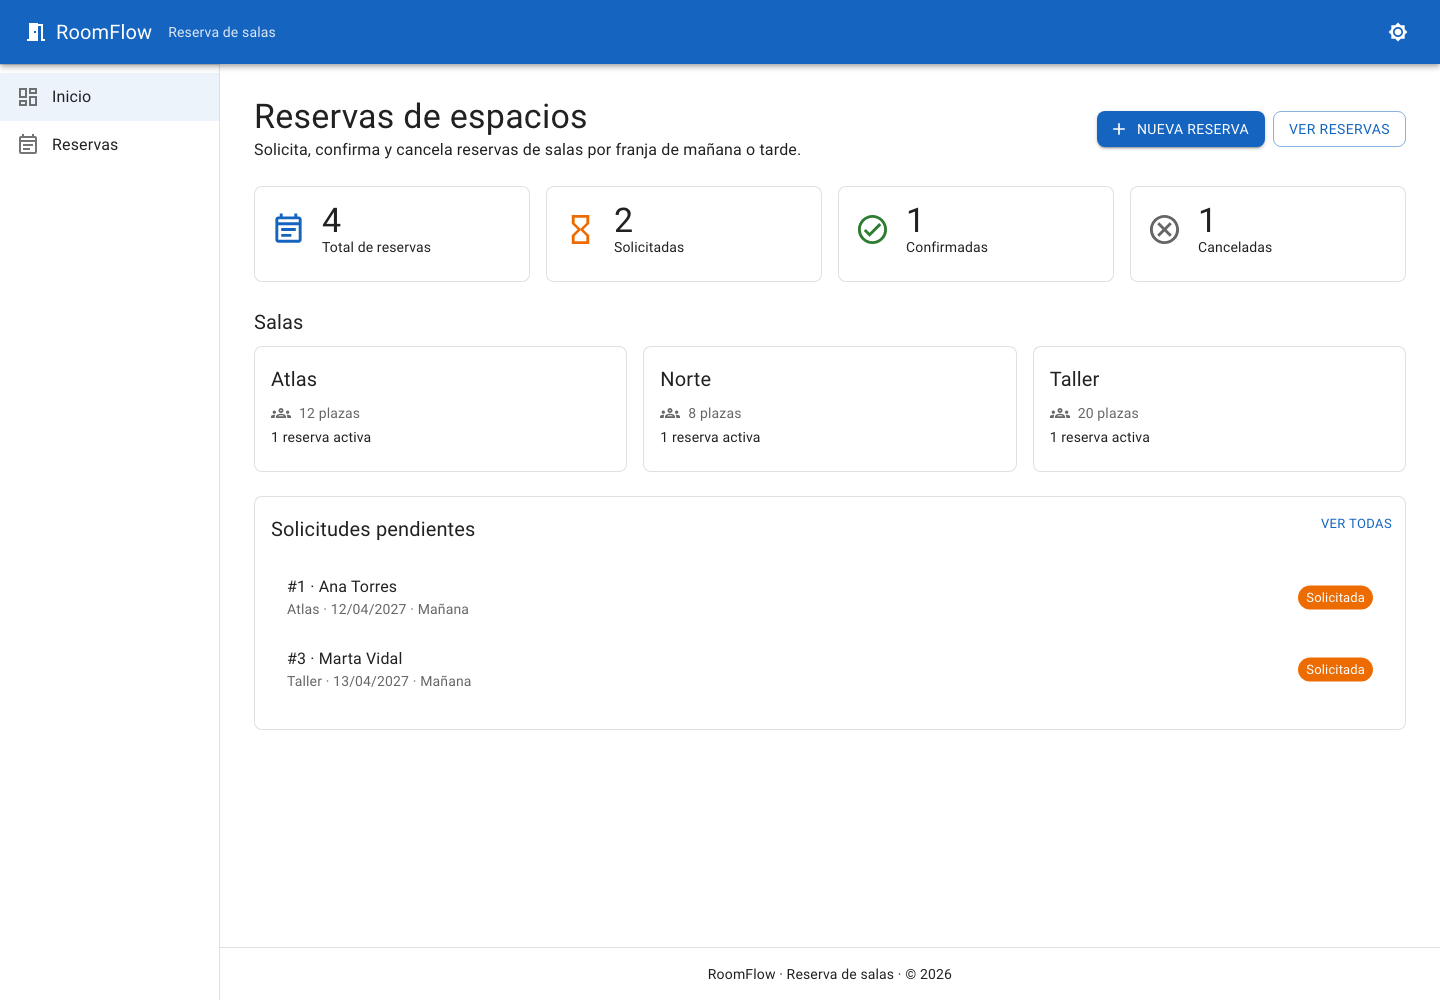 RoomFlow
Reserva de salas
Inicio
Reservas
Reservas de espacios
Solicita, confirma y cancela reservas de salas por franja de mañana o tarde.
NUEVA RESERVA
VER RESERVAS
4
Total de reservas
2
Solicitadas
1
Confirmadas
1
Canceladas
Salas
Atlas
12 plazas
1 reserva activa
Norte
8 plazas
1 reserva activa
Taller
20 plazas
1 reserva activa
Solicitudes pendientes
VER TODAS
#1 · Ana Torres
Atlas · 12/04/2027 · Mañana
Solicitada
#3 · Marta Vidal
Taller · 13/04/2027 · Mañana
Solicitada
RoomFlow · Reserva de salas · © 2026